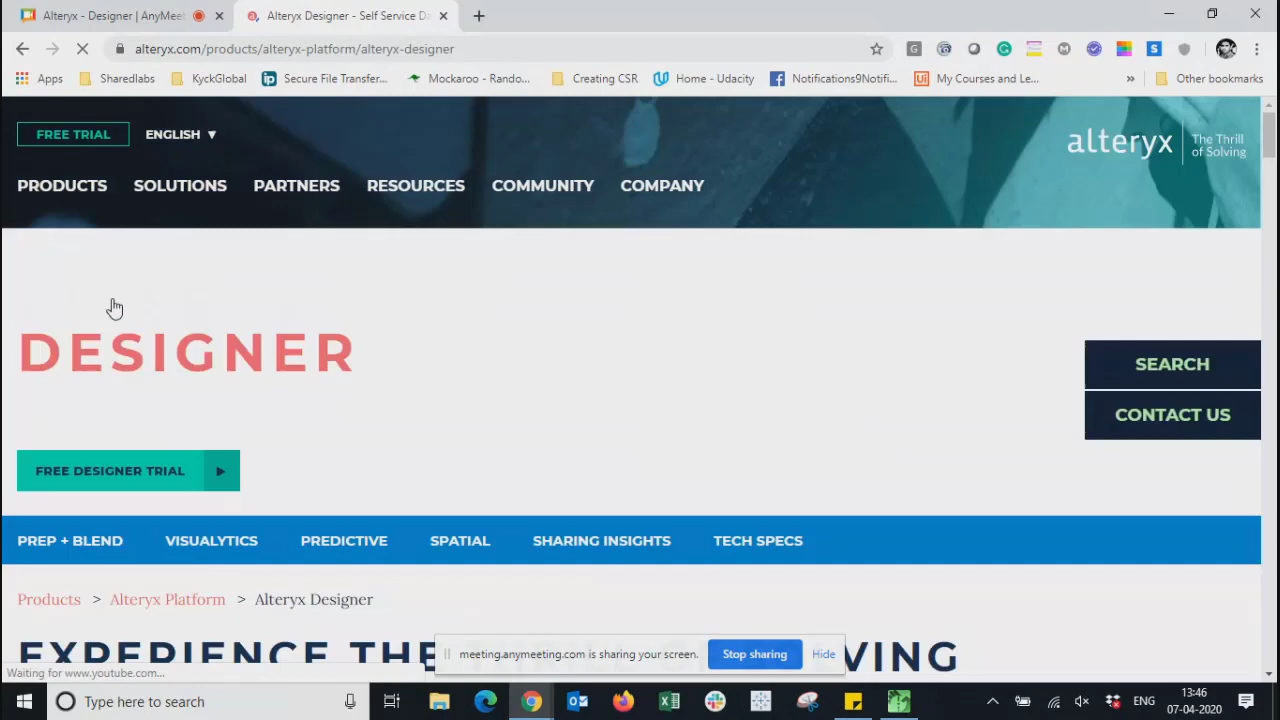 Alteryx - Designer | AnyMeet
Alteryx Designer - Self Service Da
alteryx.com/products/alteryx-platform/alteryx-designer
Apps
Sharedlabs
KyckGlobal
Secure File Transfer...
Mockaroo - Rando...
Creating CSR
Home - Udacity
Notifications9Notifi...
My Courses and Le...
»
Other bookmarks
FREE TRIAL
ENGLISH ▼
alteryx
The Thrill
of Solving
PRODUCTS SOLUTIONS PARTNERS RESOURCES COMMUNITY COMPANY
DESIGNER
SEARCH
CONTACT US
FREE DESIGNER TRIAL
PREP + BLEND VISUALYTICS PREDICTIVE SPATIAL SHARING INSIGHTS TECH SPECS
Products > Alteryx Platform > Alteryx Designer
EXPERIENCE THE VING
meeting.anymeeting.com is sharing your screen. Stop sharing Hide
Waiting for www.youtube.com...
Type here to search
ENG
13:46
07-04-2020